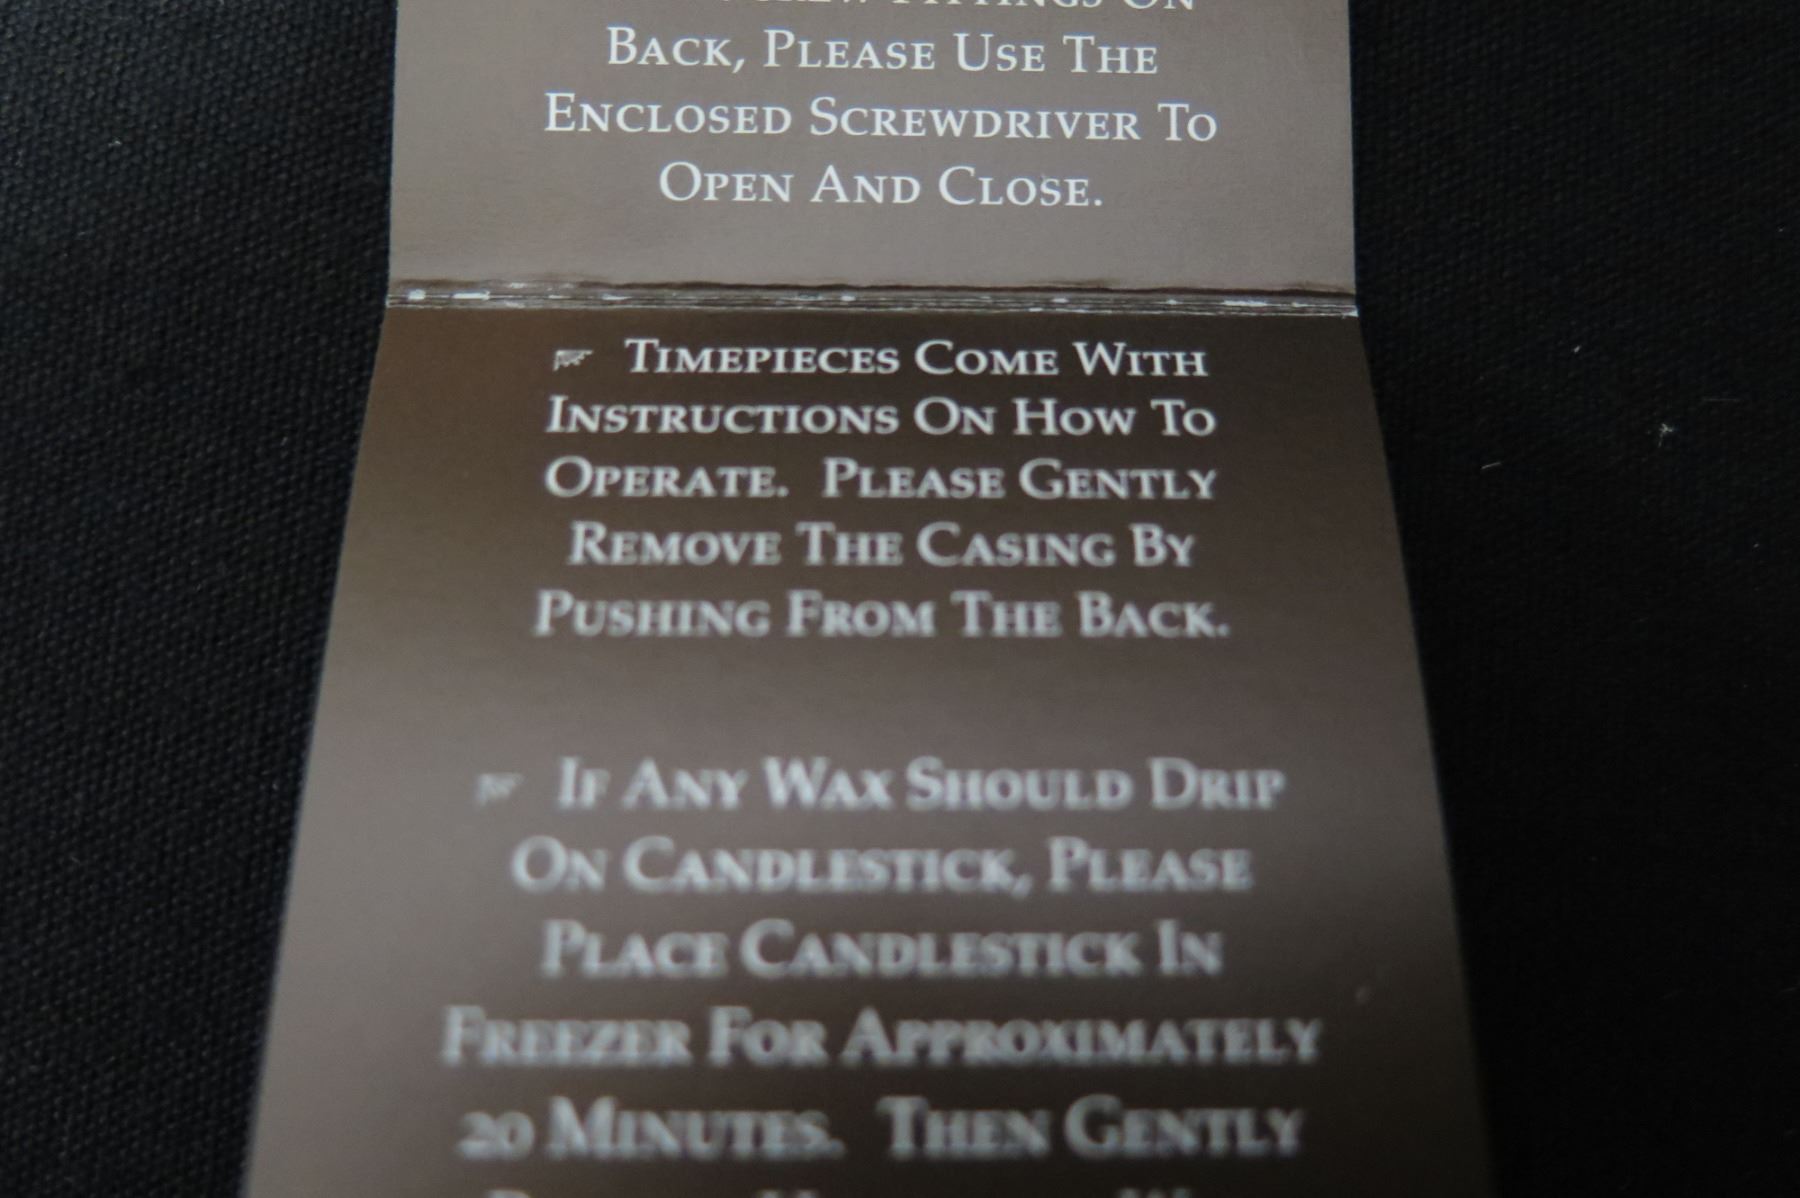 FITTINGS ON
BACK, PLEASE USE THE
ENCLOSED SCREWDRIVER TO
OPEN AND CLOSE.
TIMEPIECES COME WITH
INSTRUCTIONS ON HOW TO
OPERATE. PLEASE GENTLY
REMOVE THE CASING BY
PUSHING FROM THE BACK.
IF ANY WAX SHOULD DRIP
ON CANDLESTICK, PLEASE
PLACE CANDLESTICK IN
FREEZER FOR APPROXIMATELY
20 MINUTES. THEN GENTLY